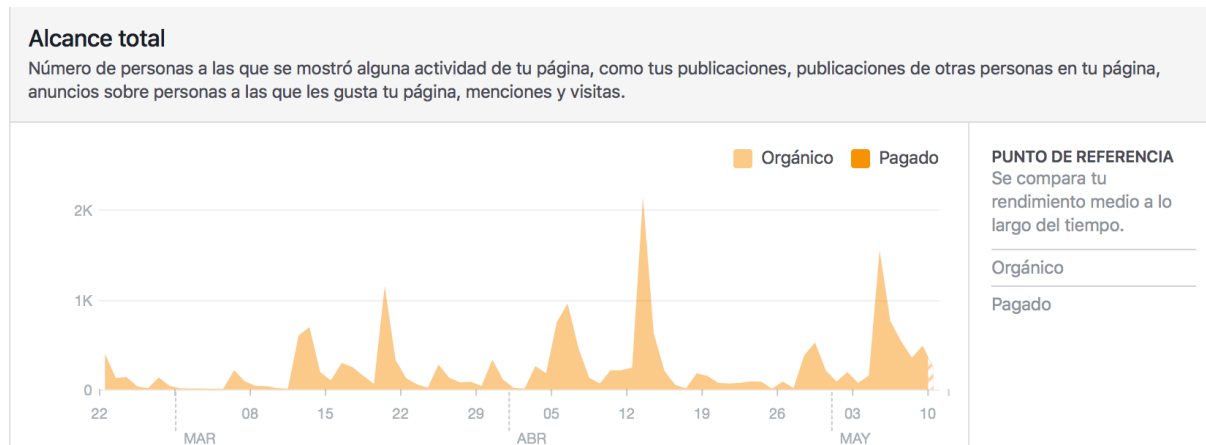 Alcance total
Número de personas a las que se mostró alguna actividad de tu página, como tus publicaciones, publicaciones de otras personas en tu página,
anuncios sobre personas a las que les gusta tu página, menciones y visitas.
Orgánico
Pagado
2K
1K
0
22
08
15
22
29
05
12
19
26
03
10
MAR
ABR
MAY
PUNTO DE REFERENCIA
Se compara tu
rendimiento medio a lo
largo del tiempo.
Orgánico
Pagado